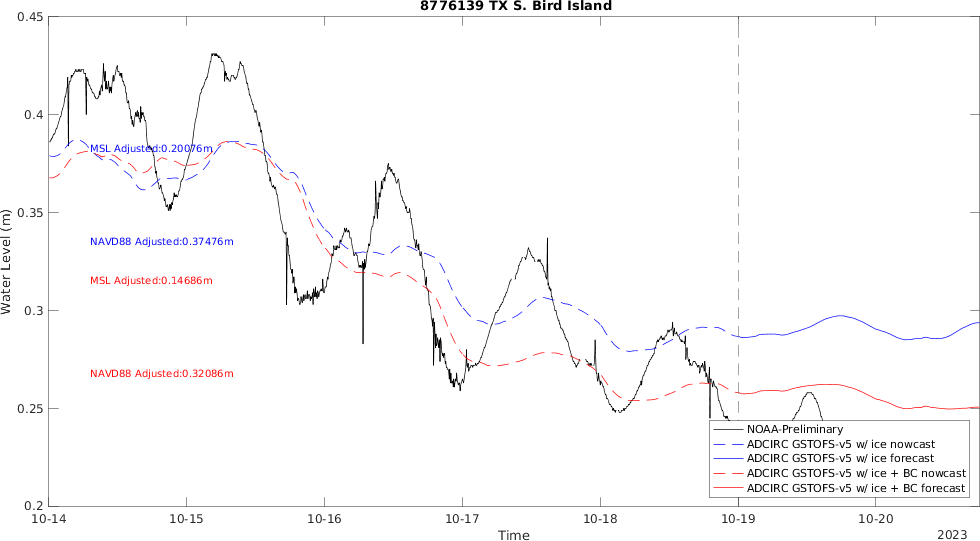 8776139 TX S. Bird Island
0.45
0.4
0.35
0.3
0.25
0.2
Water Level (m)
MSL Adjusted:0.20076m
NAVD88 Adjusted:0.37476m
MSL Adjusted:0.14686m
NAVD88 Adjusted:0.32086m
NOAA-Preliminary
ADCIRC GSTOFS-v5 w/ ice nowcast
ADCIRC GSTOFS-v5 w/ ice forecast
ADCIRC GSTOFS-v5 w/ ice + BC nowcast
ADCIRC GSTOFS-v5 w/ ice + BC forecast
10-14 10-15 10-16 10-17 10-18 10-19 10-20
Time
2023